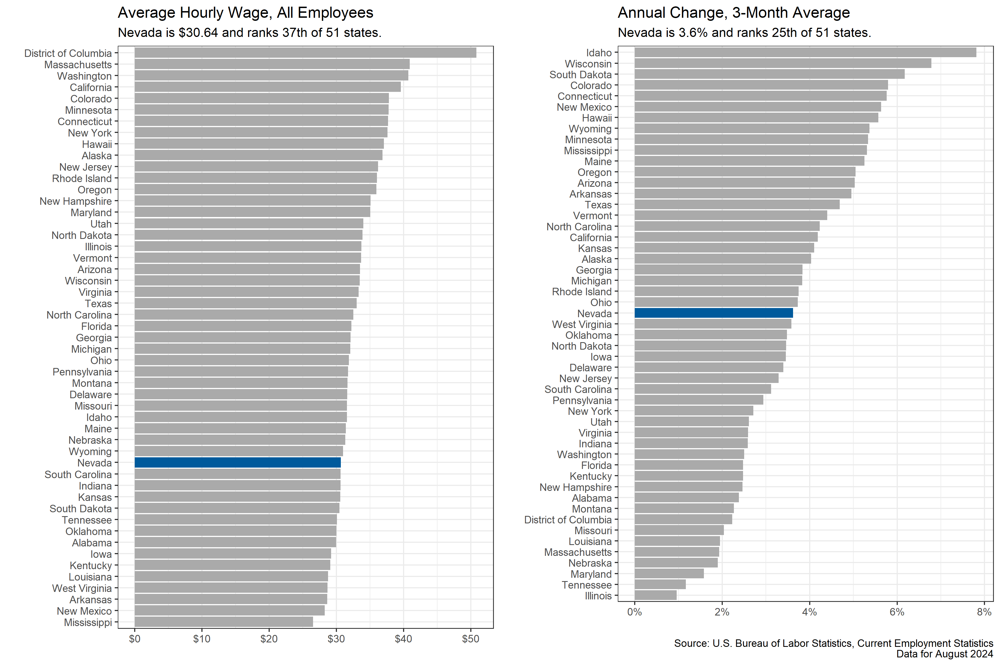 Average Hourly Wage, All Employees
Nevada is $30.64 and ranks 37th of 51 states.
District of Columbia
Massachusetts
Washington
California
Colorado
Minnesota
Connecticut
New York
Hawaii
Alaska
New Jersey
Rhode Island
Oregon
New Hampshire
Maryland
Utah
North Dakota
Illinois
Vermont
Arizona
Wisconsin
Virginia
Texas
North Carolina
Florida
Georgia
Michigan
Ohio
Pennsylvania
Montana
Delaware
Missouri
Idaho
Maine
Nebraska
Wyoming
Nevada
South Carolina
Indiana
Kansas
South Dakota
Tennessee
Oklahoma
Alabama
Iowa
Kentucky
Louisiana
West Virginia
Arkansas
New Mexico
Mississippi
$0 $10 $20 $30 $40 $50
Annual Change, 3-Month Average
Nevada is 3.6% and ranks 25th of 51 states.
Idaho
Wisconsin
South Dakota
Colorado
Connecticut
New Mexico
Hawaii
Wyoming
Minnesota
Mississippi
Maine
Oregon
Arizona
Arkansas
Texas
Vermont
North Carolina
California
Kansas
Alaska
Georgia
Michigan
Rhode Island
Ohio
Nevada
West Virginia
Oklahoma
North Dakota
Iowa
Delaware
New Jersey
South Carolina
Pennsylvania
New York
Utah
Virginia
Indiana
Washington
Florida
Kentucky
New Hampshire
Alabama
Montana
District of Columbia
Missouri
Louisiana
Massachusetts
Nebraska
Maryland
Tennessee
Illinois
0% 2% 4% 6% 8%
Source: U.S. Bureau of Labor Statistics, Current Employment Statistics
Data for August 2024